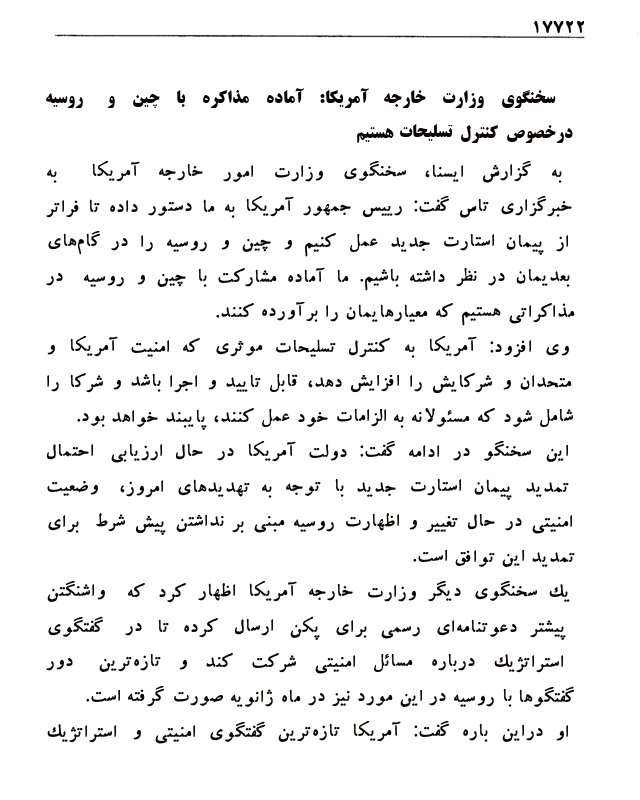 ۱۷۷۲۲
سخنگوی وزارت خارجه آمریکا: آماده مذاکره با چین و روسیه
درخصوص کنترل تسلیحات هستیم
به گزارش ایسنا، سخنگوی وزارت امور خارجه آمریکا به
خبرگزاری تاس گفت: رییس جمهور آمریکا به ما دستور داده تا فراتر
از پیمان استارت جدید عمل کنیم و چین و روسیه را در گام‌های
بعدیمان در نظر داشته باشیم. ما آماده مشارکت با چین و روسیه در
مذاکراتی هستیم که معیارهایمان را برآورده کنند.
وی افزود: آمریکا به کنترل تسلیحات موثری که امنیت آمریکا و
متحدان و شرکایش را افزایش دهد، قابل تایید و اجرا باشد و شرکا را
شامل شود که مسئولانه به الزامات خود عمل کنند، پایبند خواهد بود.
این سخنگو در ادامه گفت: دولت آمریکا در حال ارزیابی احتمال
تمدید پیمان استارت جدید با توجه به تهدیدهای امروز، وضعیت
امنیتی در حال تغییر و اظهارت روسیه مبنی بر نداشتن پیش شرط برای
تمدید این توافق است.
یك سخنگوی دیگر وزارت خارجه آمریکا اظهار کرد که واشنگتن
پیشتر دعوتنامه‌ای رسمی برای پکن ارسال کرده تا در گفتگوی
استراتژیك درباره مسائل امنیتی شرکت کند و تازه‌ترین دور
گفتگوها با روسیه در این مورد نیز در ماه ژانویه صورت گرفته است.
او دراین باره گفت: آمریکا تازه‌ترین گفتگوی امنیتی و استراتژیك